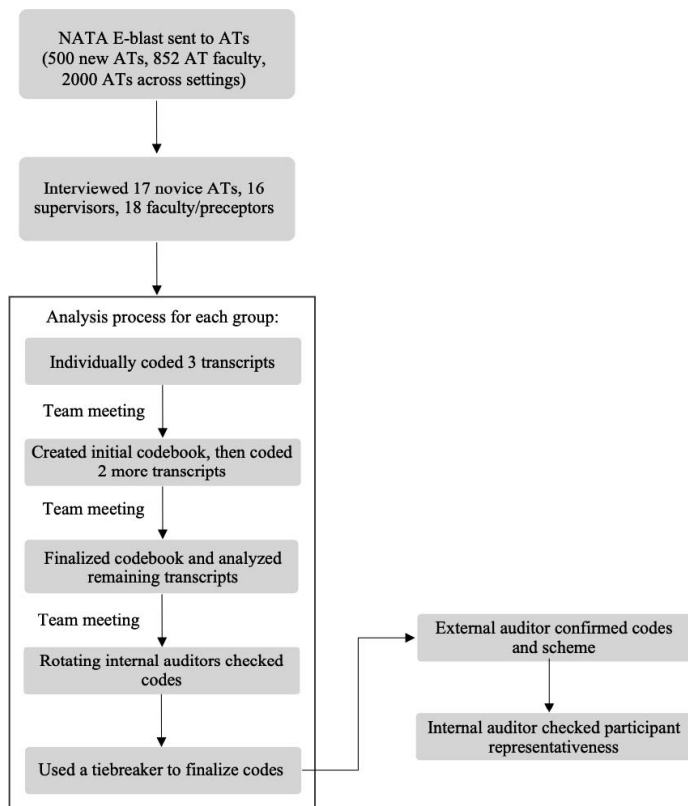 NATA E-blast sent to ATs
(500 new ATs, 852 AT faculty,
2000 ATs across settings)
Interviewed 17 novice ATs, 16
supervisors, 18 faculty/preceptors
Analysis process for each group:
Individually coded 3 transcripts
Team meeting
Created initial codebook, then coded
2 more transcripts
Team meeting
Finalized codebook and analyzed
remaining transcripts
Team meeting
Rotating internal auditors checked
codes
Used a tiebreaker to finalize codes
External auditor confirmed codes
and scheme
Internal auditor checked participant
representativeness